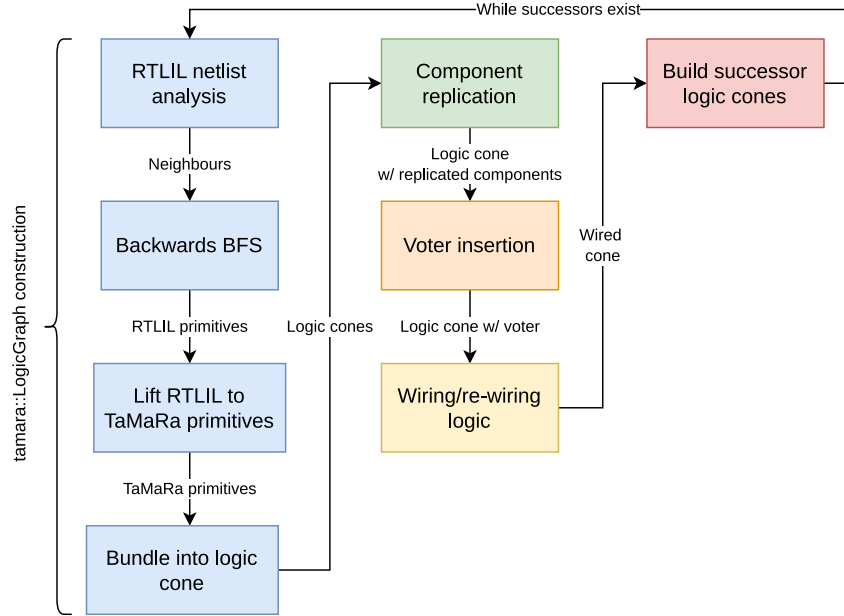 While successors exist
RTLIL netlist
analysis
Component
replication
Build successor
logic cones
Neighbours
Logic cone
w/ replicated components
Backwards BFS
Voter insertion
Wired
cone
tamara::LogicGraph construction
RTLIL primitives
Logic cones
Logic cone w/ voter
Lift RTLIL to
TaMaRa primitives
Wiring/re-wiring
logic
TaMaRa primitives
Bundle into logic
cone